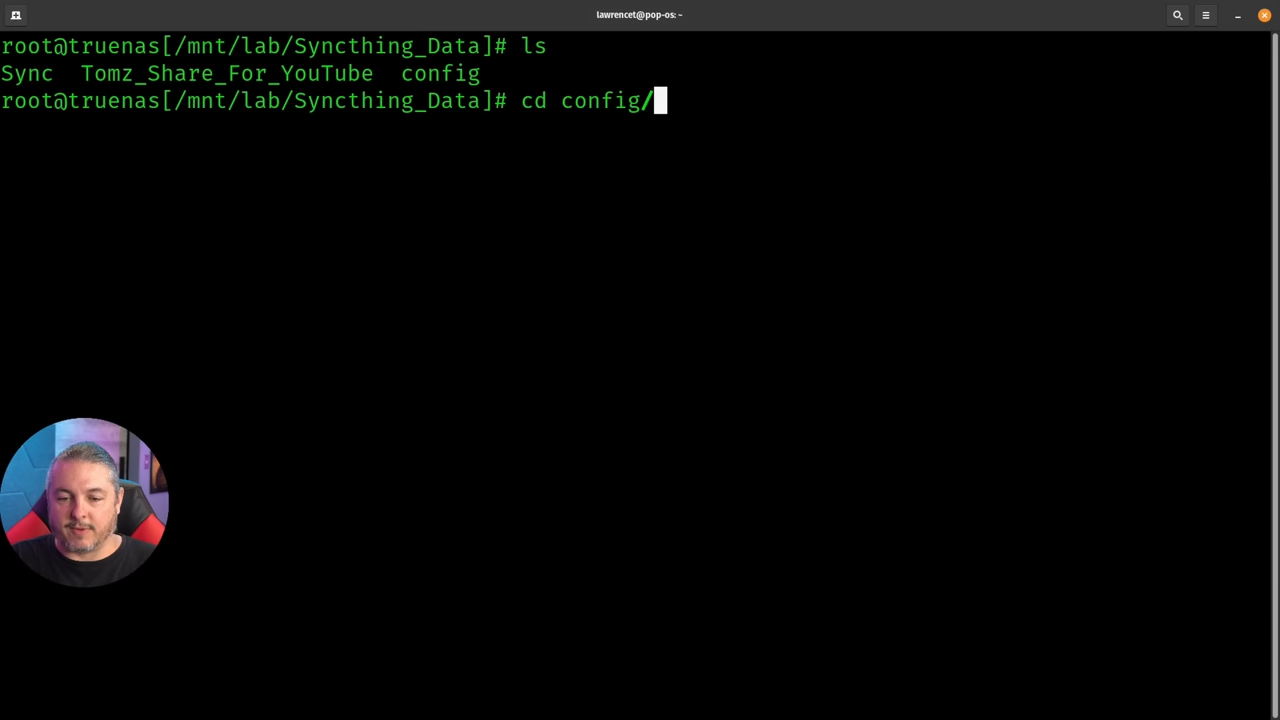 lawrencet@pop-os: ~
root@truenas[/mnt/lab/Syncthing_Data]# ls
Sync  Tomz_Share_For_YouTube  config
root@truenas[/mnt/lab/Syncthing_Data]# cd config/